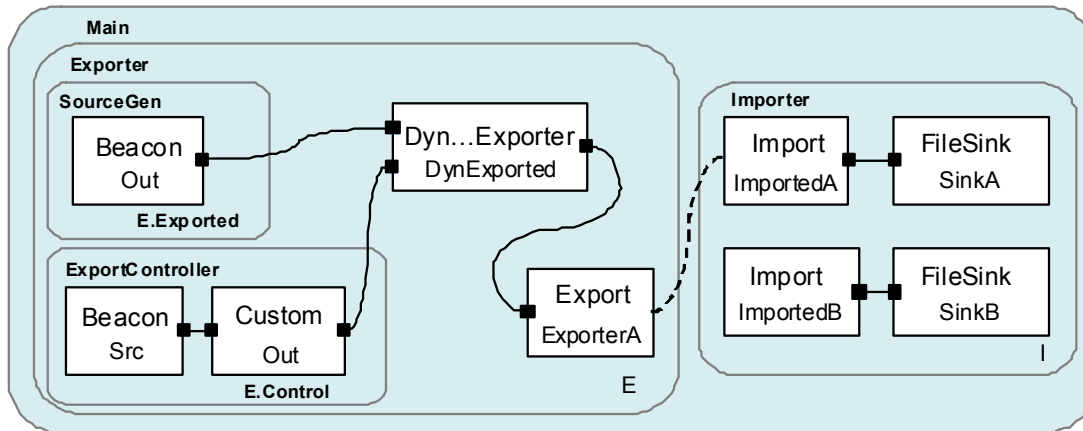 Main
Exporter
SourceGen
Beacon
Out
E.Exported
Dyn...Exporter
DynExported
ExportController
Beacon
Src
Custom
Out
E.Control
Export
ExporterA
E
Importer
Import
ImportedA
FileSink
SinkA
Import
ImportedB
FileSink
SinkB
I